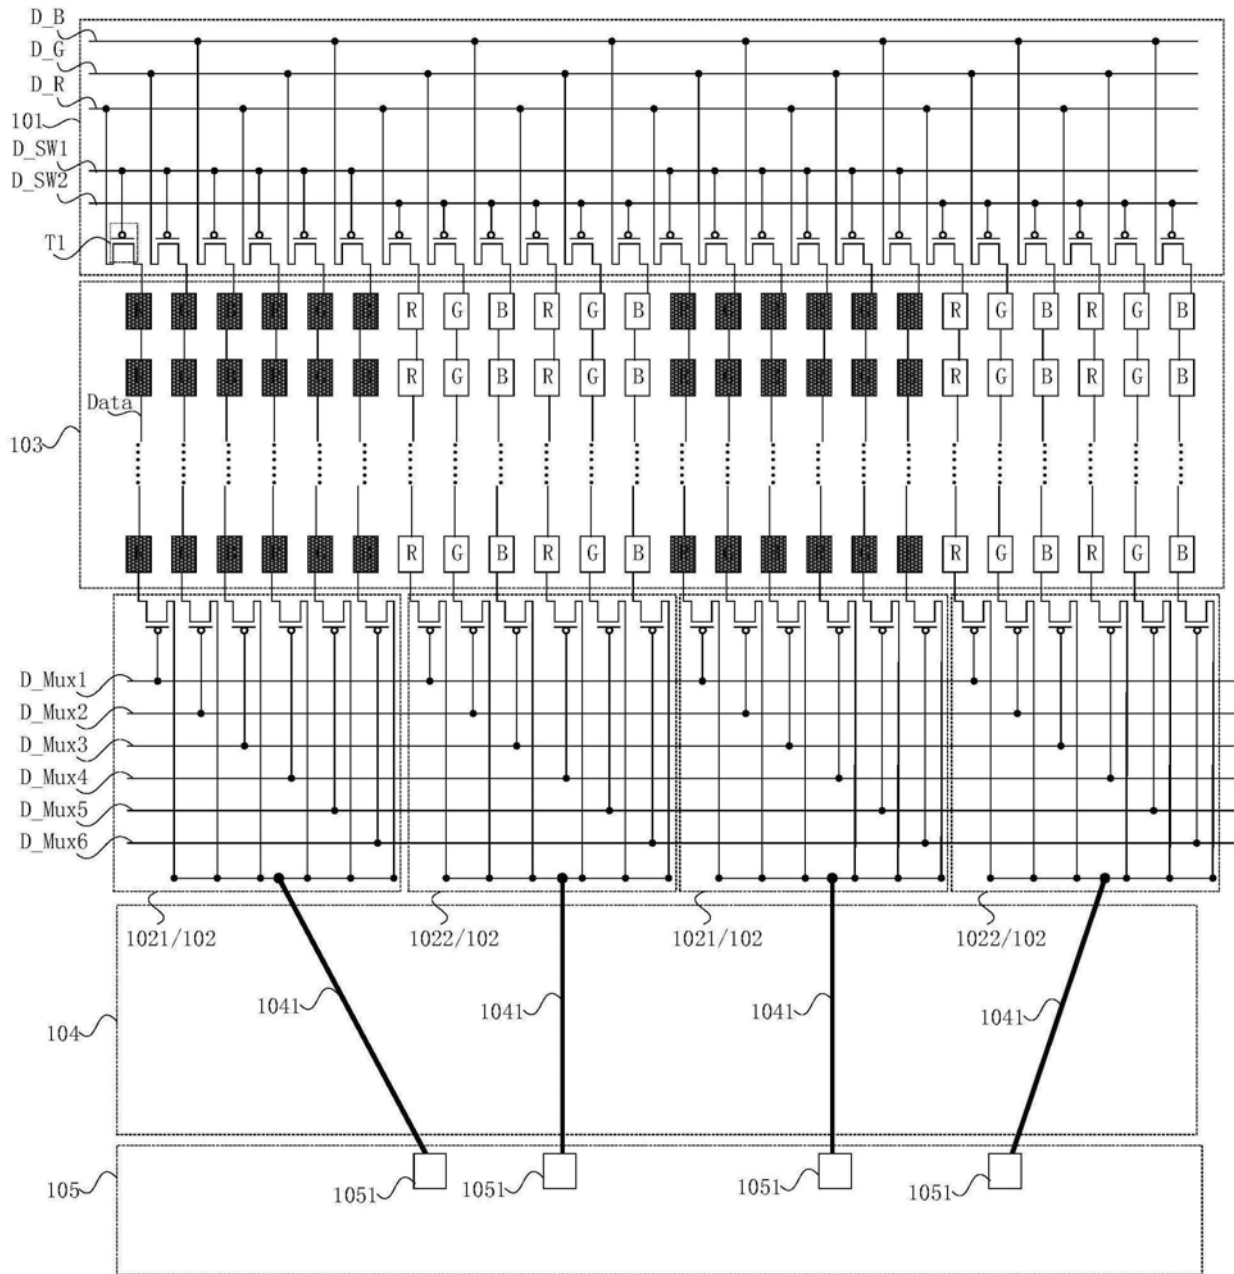 D_B
D_G
D_R
101
D_SW1
D_SW2
T1
R G B R G B R G B R G B
R G B R G B R G B R G B
Data
103
R G B R G B R G B R G B
D_Mux1
D_Mux2
D_Mux3
D_Mux4
D_Mux5
D_Mux6
1021/102 1022/102 1021/102 1022/102
1041 1041 1041 1041
104
105 1051 1051 1051 1051